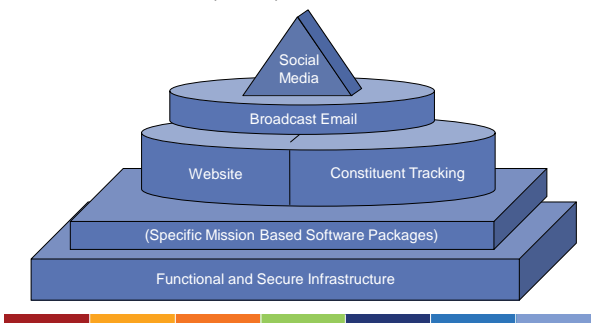 Social
Media
Broadcast Email
Website
Constituent Tracking
(Specific Mission Based Software Packages)
Functional and Secure Infrastructure